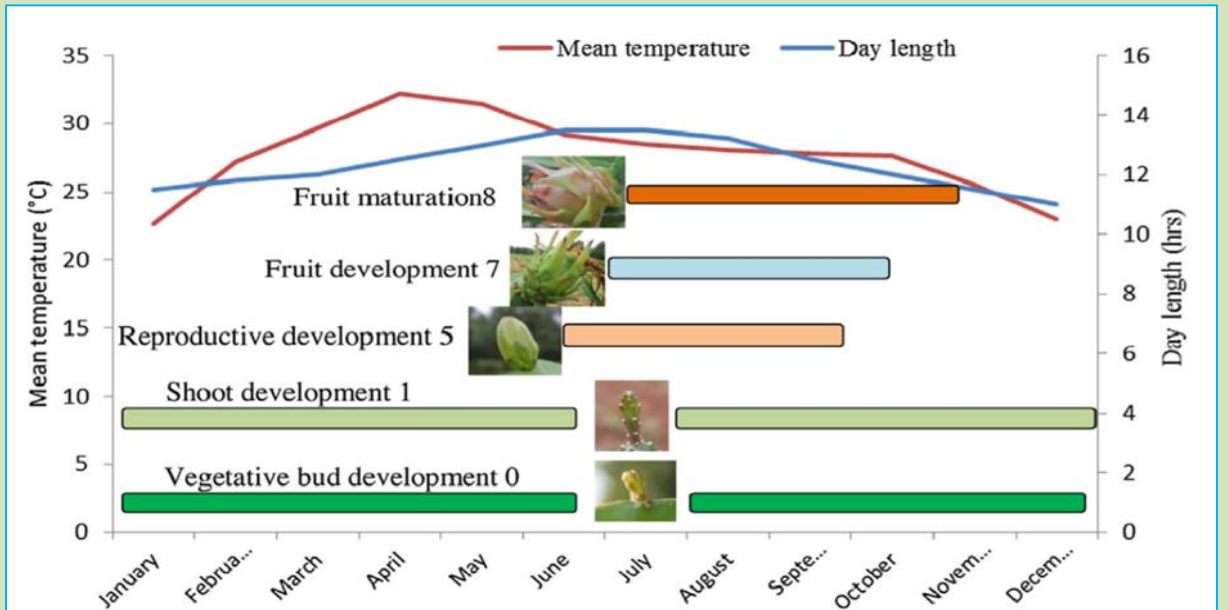 Mean temperature
Day length
35
30
25
20
15
10
5
0
Mean temperature (°C)
16
14
12
10
8
6
4
2
0
Day length (hrs)
Fruit maturation8
Fruit development 7
Reproductive development 5
Shoot development 1
Vegetative bud development 0
January
Februa...
March
April
May
June
July
August
Septe...
October
Novem...
Decem...